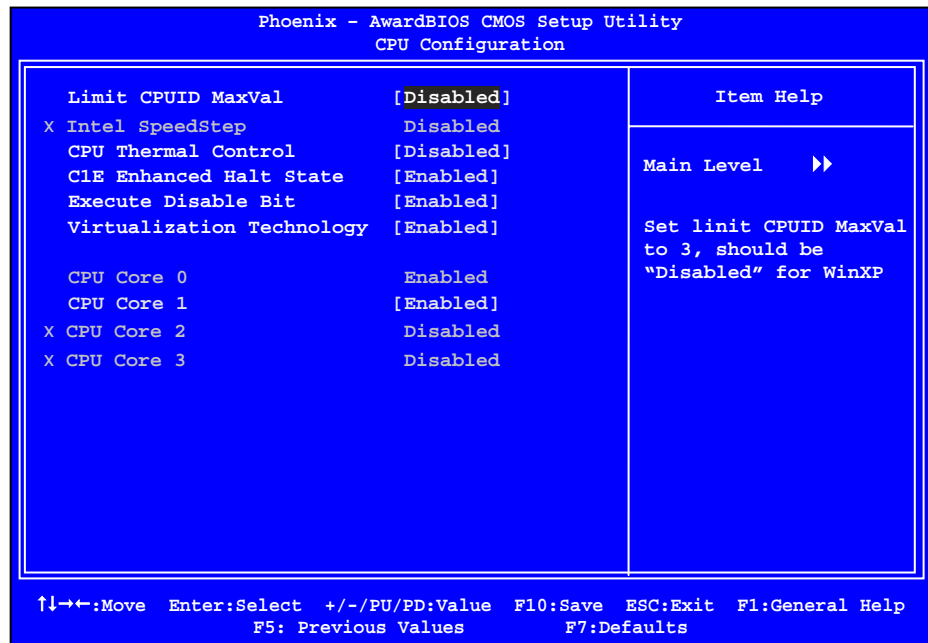 Phoenix – AwardBIOS CMOS Setup Utility
CPU Configuration
Limit CPUID MaxVal [Disabled]
X Intel SpeedStep Disabled
CPU Thermal Control [Disabled]
C1E Enhanced Halt State [Enabled]
Execute Disable Bit [Enabled]
Virtualization Technology [Enabled]
CPU Core 0 Enabled
CPU Core 1 [Enabled]
X CPU Core 2 Disabled
X CPU Core 3 Disabled
Item Help
Main Level
Set linit CPUID MaxVal
to 3, should be
“Disabled” for WinXP
↑↓→←:Move Enter:Select +/-/PU/PD:Value F10:Save ESC:Exit F1:General Help
F5: Previous Values F7:Defaults